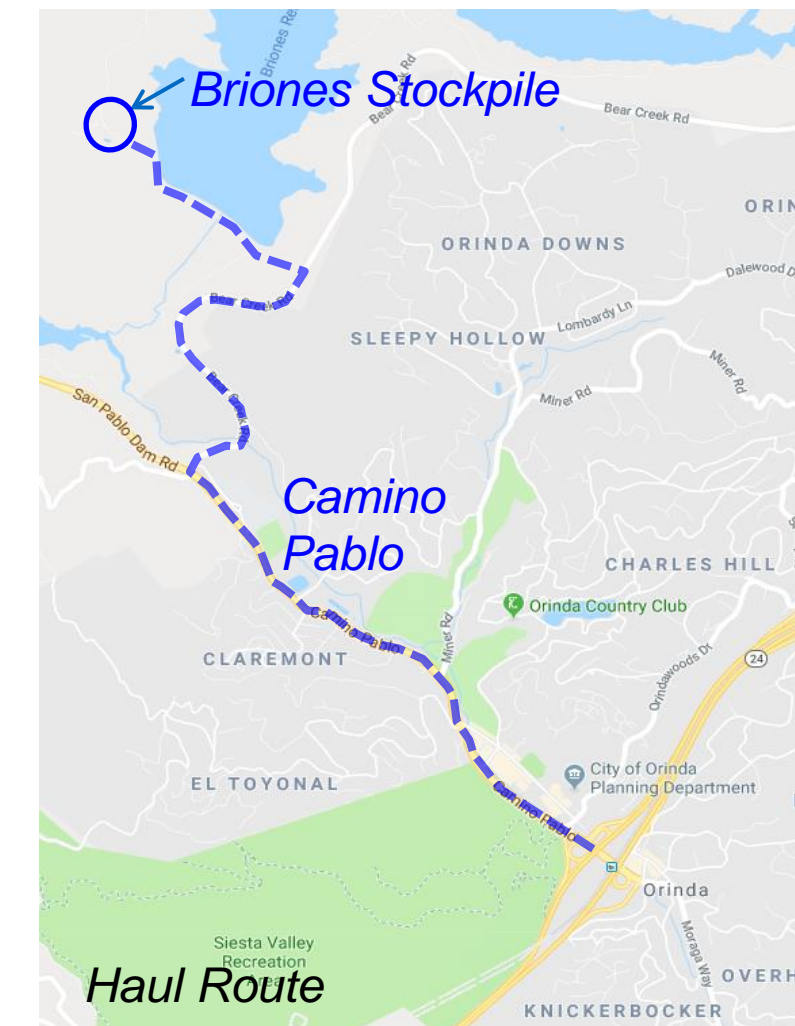 Briones Re
Briones Stockpile
Bear Creek Rd
Bear Creek Rd
ORIN
ORINDA DOWNS
Dalewood D
Bear Creek Rd
Lombardy Ln
SLEEPY HOLLOW
Miner Rd
Miner Rd
Bear Creek Rd
San Pablo Dam Rd
Camino
Pablo
CHARLES HILL
Orinda Country Club
Camino Pablo
Miner Rd
CLAREMONT
24
Orindawoods Dr
City of Orinda
Planning Department
EL TOYONAL
Camino Pablo
Orinda
Moraga Way
Siesta Valley
Recreation
Area
Haul Route
OVERH
KNICKERBOCKER